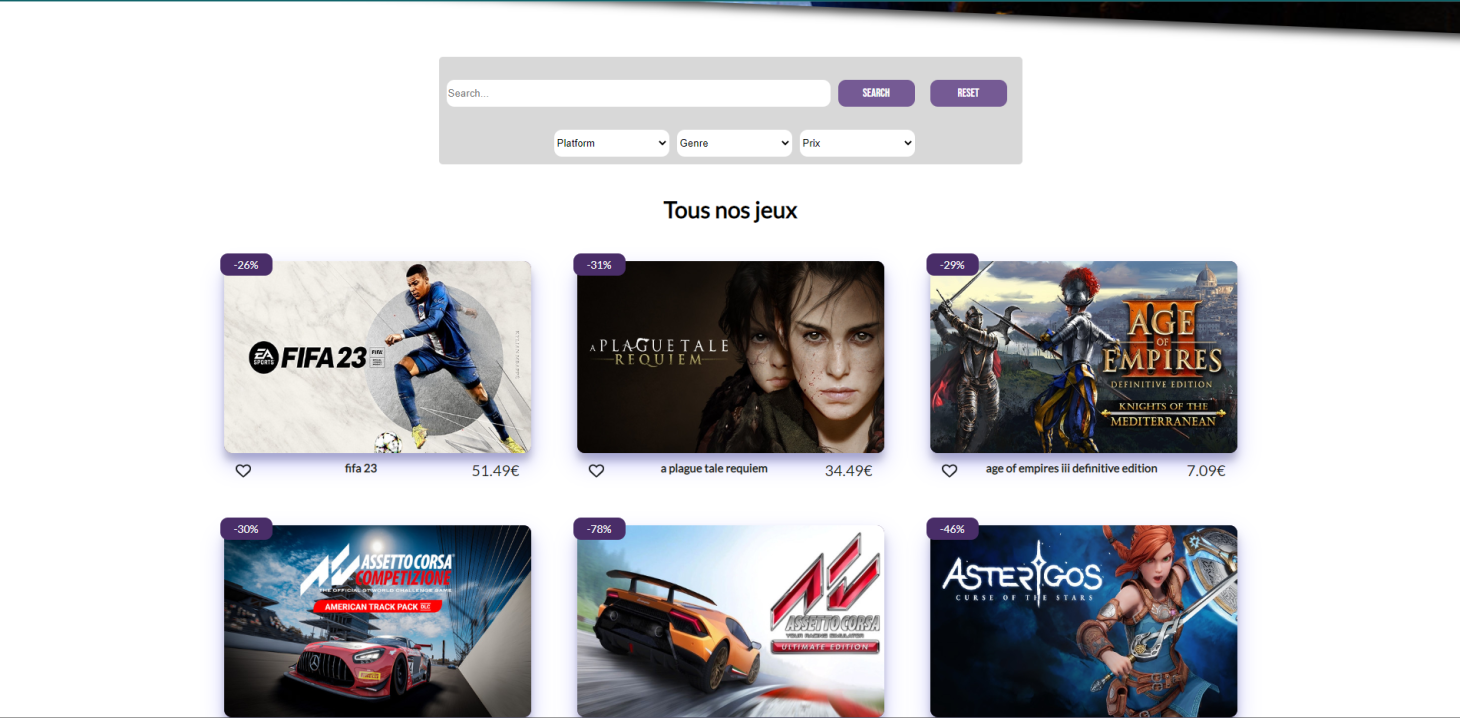 Search...
SEARCH
RESET
Platform
Genre
Prix
Tous nos jeux
-26%
-31%
-29%
EA
SPORTS
FIFA 23
FIFA
A PLAGUE TALE
REQUIEM
AGE
OF
EMPIRES
III
DEFINITIVE EDITION
KNIGHTS OF THE
MEDITERRANEAN
fifa 23
51.49€
a plague tale requiem
34.49€
age of empires iii definitive edition
7.09€
-30%
-78%
-46%
ASSETTO CORSA
COMPETIZIONE
THE OFFICIAL GT WORLD CHALLENGE GAME
AMERICAN TRACK PACK DLC
ASSETTO CORSA
YOUR RACING SIMULATOR
ULTIMATE EDITION
ASTERIGOS
CURSE OF THE STARS